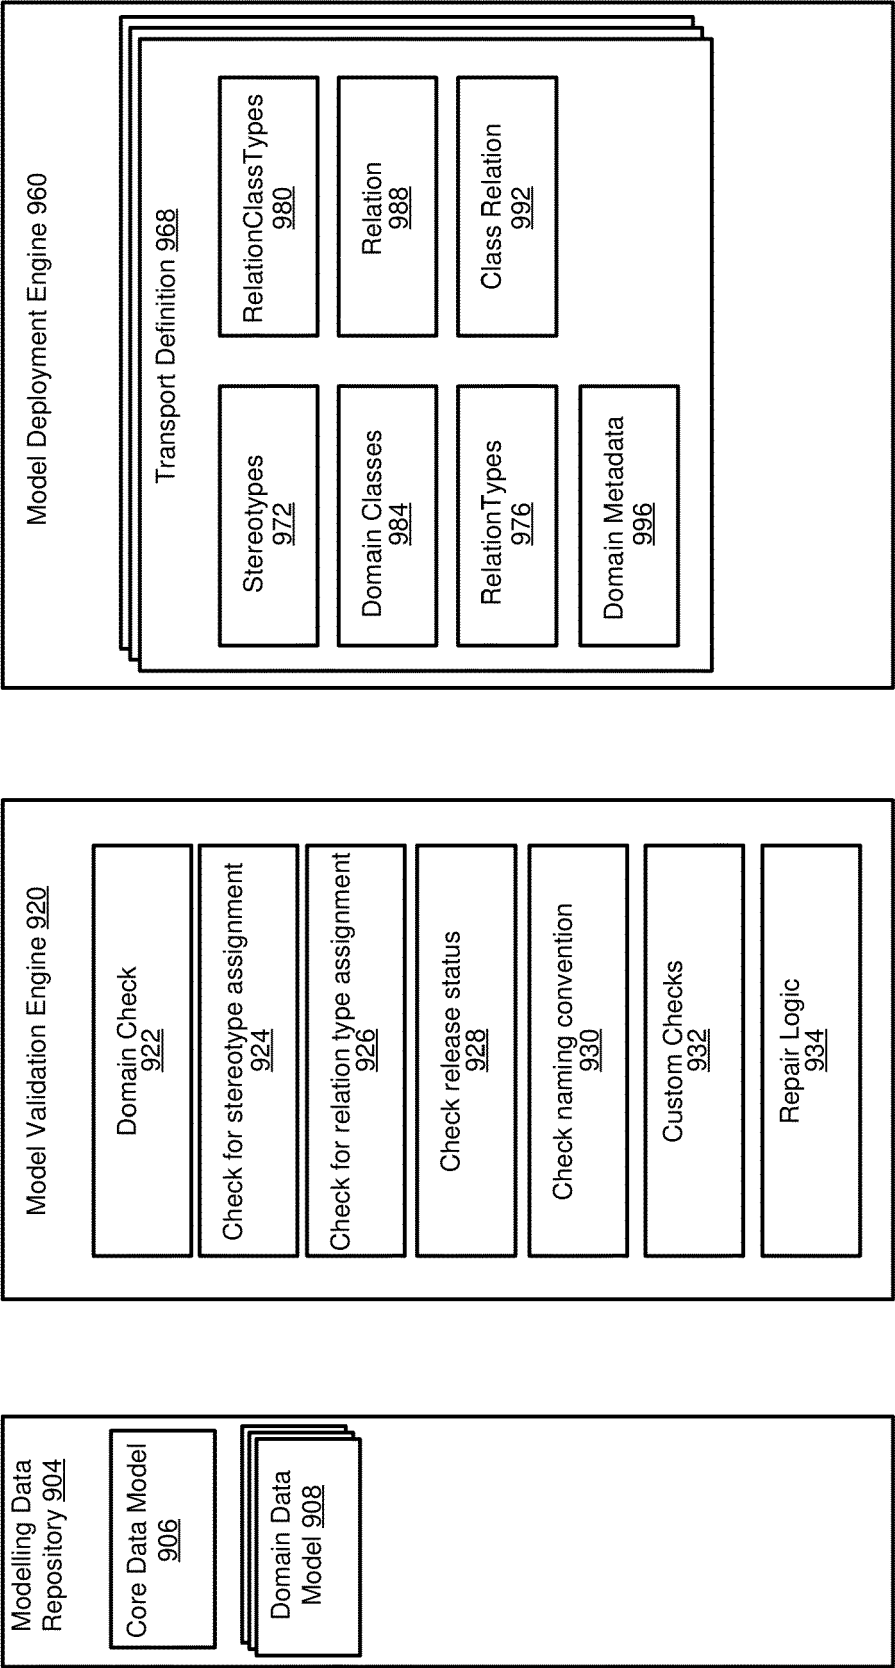 Modelling Data
Repository 904
Core Data Model
906
Domain Data
Model 908
Model Validation Engine 920
Domain Check
922
Check for stereotype assignment
924
Check for relation type assignment
926
Check release status
928
Check naming convention
930
Custom Checks
932
Repair Logic
934
Model Deployment Engine 960
Transport Definition 968
Stereotypes
972
RelationClassTypes
980
Domain Classes
984
Relation
988
RelationTypes
976
Class Relation
992
Domain Metadata
996